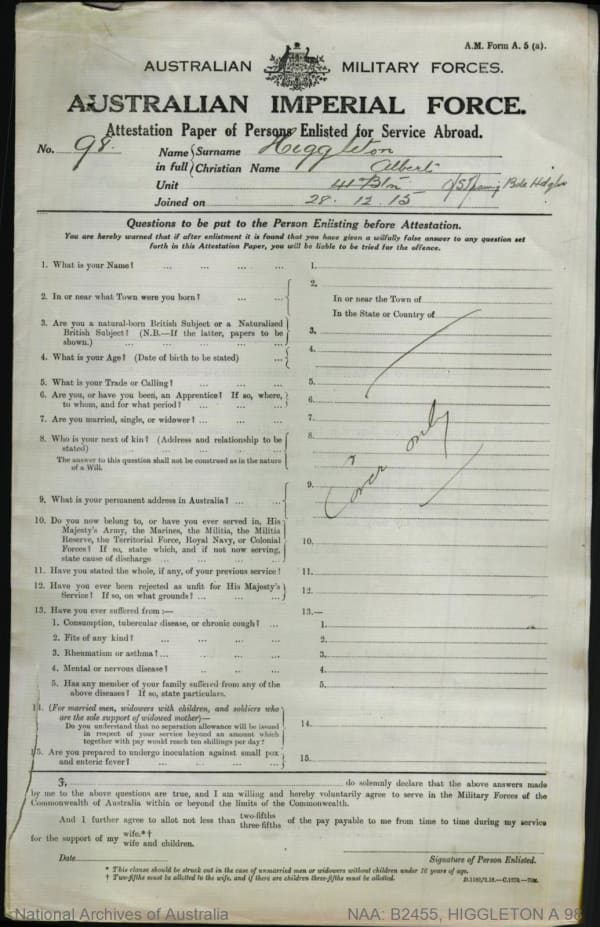 A.M. Form A. 5 (a).
AUSTRALIAN MILITARY FORCES.
AUSTRALIAN IMPERIAL FORCE.
Attestation Paper of Persons Enlisted for Service Abroad.
No. 98. Name in full { Surname Higgleton
Christian Name Albert
Unit 41 Btn
Joined on 28. 12. 15
Questions to be put to the Person Enlisting before Attestation.
You are hereby warned that if after enlistment it is found that you have given a wilfully false answer to any question set
forth in this Attestation Paper, you will be liable to be tried for the offence.
1. What is your Name? ... ... ... ... 1.
2. In or near what Town were you born? ... ... 2. In or near the Town of
In the State or Country of
3. Are you a natural-born British Subject or a Naturalized
British Subject? (N.B.—If the latter, papers to be
shown.) ... ... ... ... 3.
4. What is your Age? (Date of birth to be stated) ... 4.
5. What is your Trade or Calling? ... ... ... 5.
6. Are you, or have you been, an Apprentice? If so, where,
to whom, and for what period? ... ... ... 6.
7. Are you married, single, or widower? ... ... ... 7.
8. Who is your next of kin? (Address and relationship to be
stated) ... ... ... ... 8.
The answer to this question shall not be construed as in the nature
of a Will.
Cover only
9. What is your permanent address in Australia? ... ... 9.
10. Do you now belong to, or have you ever served in, His
Majesty's Army, the Marines, the Militia, the Militia
Reserve, the Territorial Force, Royal Navy, or Colonial
Forces? If so, state which, and if not now serving,
state cause of discharge ... ... ... ... 10.
11. Have you stated the whole, if any, of your previous service? 11.
12. Have you ever been rejected as unfit for His Majesty's
Service? If so, on what grounds? ... ... ... 12.
13. Have you ever suffered from :— 13.—
1. Consumption, tubercular disease, or chronic cough? ... 1.
2. Fits of any kind? ... ... ... ... 2.
3. Rheumatism or asthma? ... ... ... ... 3.
4. Mental or nervous disease? ... ... ... 4.
5. Has any member of your family suffered from any of the
above diseases? If so, state particulars. 5.
14. (For married men, widowers with children, and soldiers who
are the sole support of widowed mother)—
Do you understand that no separation allowance will be issued
in respect of your service beyond an amount which
together with pay would reach ten shillings per day? 14.
15. Are you prepared to undergo inoculation against small pox
and enteric fever? ... ... ... ... 15.
I, do solemnly declare that the above answers made
by me to the above questions are true, and I am willing and hereby voluntarily agree to serve in the Military Forces of the
Commonwealth of Australia within or beyond the limits of the Commonwealth.
And I further agree to allot not less than two-fifths three-fifths of the pay payable to me from time to time during my service
for the support of my wife.*†
wife and children.
Date
Signature of Person Enlisted.
* This clause should be struck out in the case of unmarried men or widowers without children under 16 years of age.
† Two-fifths must be allotted to the wife, and if there are children three-fifths must be allotted.
National Archives of Australia NAA: B2455, HIGGLETON A 98